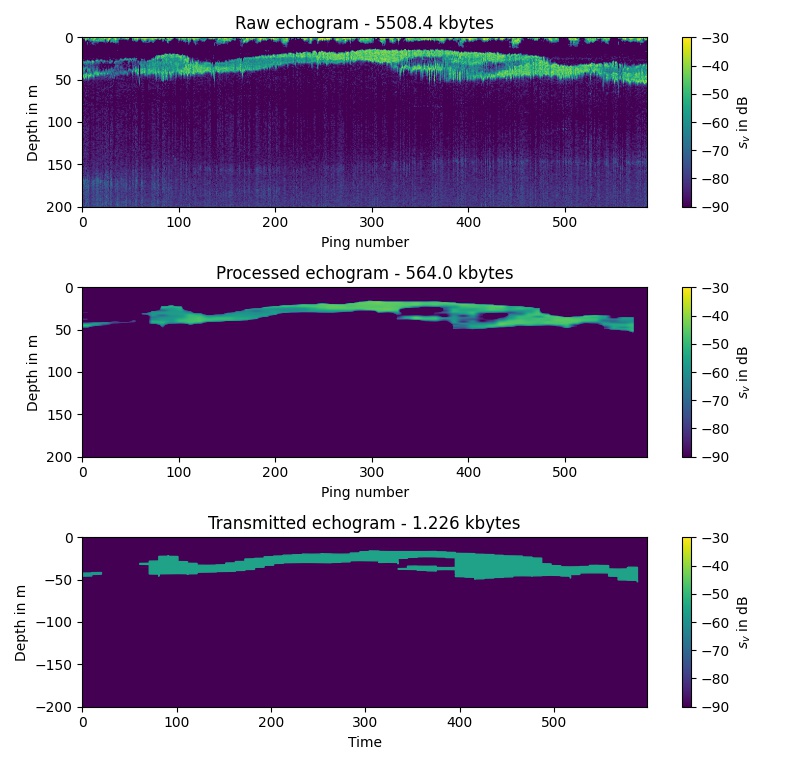 Raw echogram - 5508.4 kbytes
0
50
100
150
200
Depth in m
0 100 200 300 400 500
Ping number
−30
−40
−50
−60
−70
−80
−90
sᵥ in dB
Processed echogram - 564.0 kbytes
0
50
100
150
200
Depth in m
0 100 200 300 400 500
Ping number
−30
−40
−50
−60
−70
−80
−90
sᵥ in dB
Transmitted echogram - 1.226 kbytes
0
−50
−100
−150
−200
Depth in m
0 100 200 300 400 500
Time
−30
−40
−50
−60
−70
−80
−90
sᵥ in dB